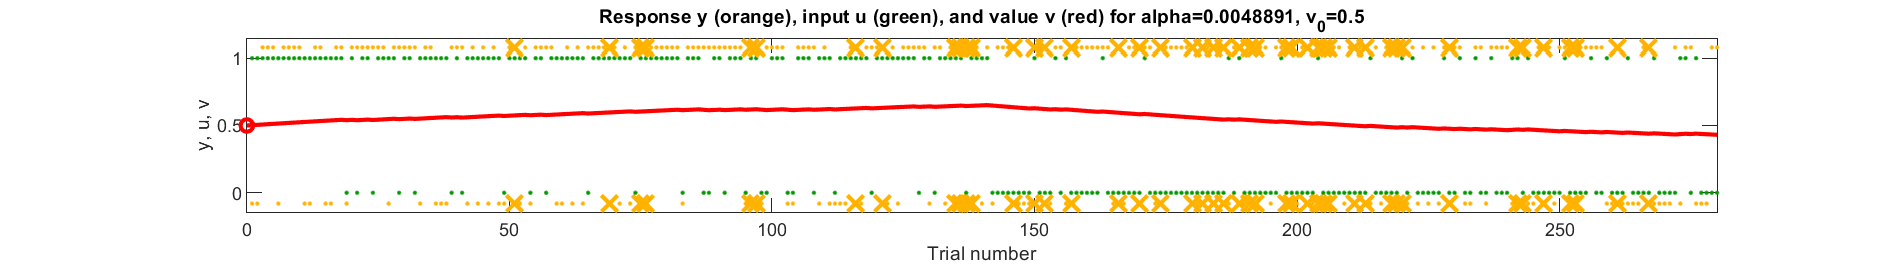 Response y (orange), input u (green), and value v (red) for alpha=0.0048891, v0=0.5
y, u, v
1
0.5
0
0 50 100 150 200 250
Trial number